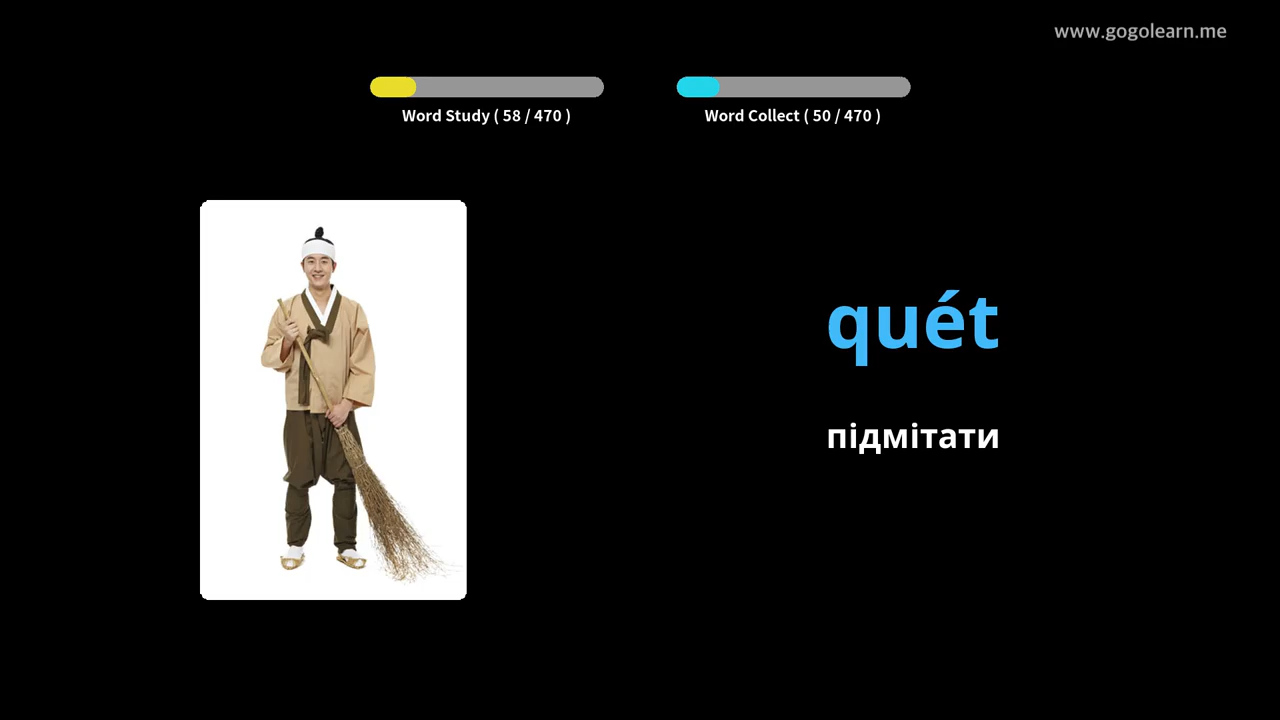 www.gogolearn.me
Word Study ( 58 / 470 )
Word Collect ( 50 / 470 )
quét
підмітати